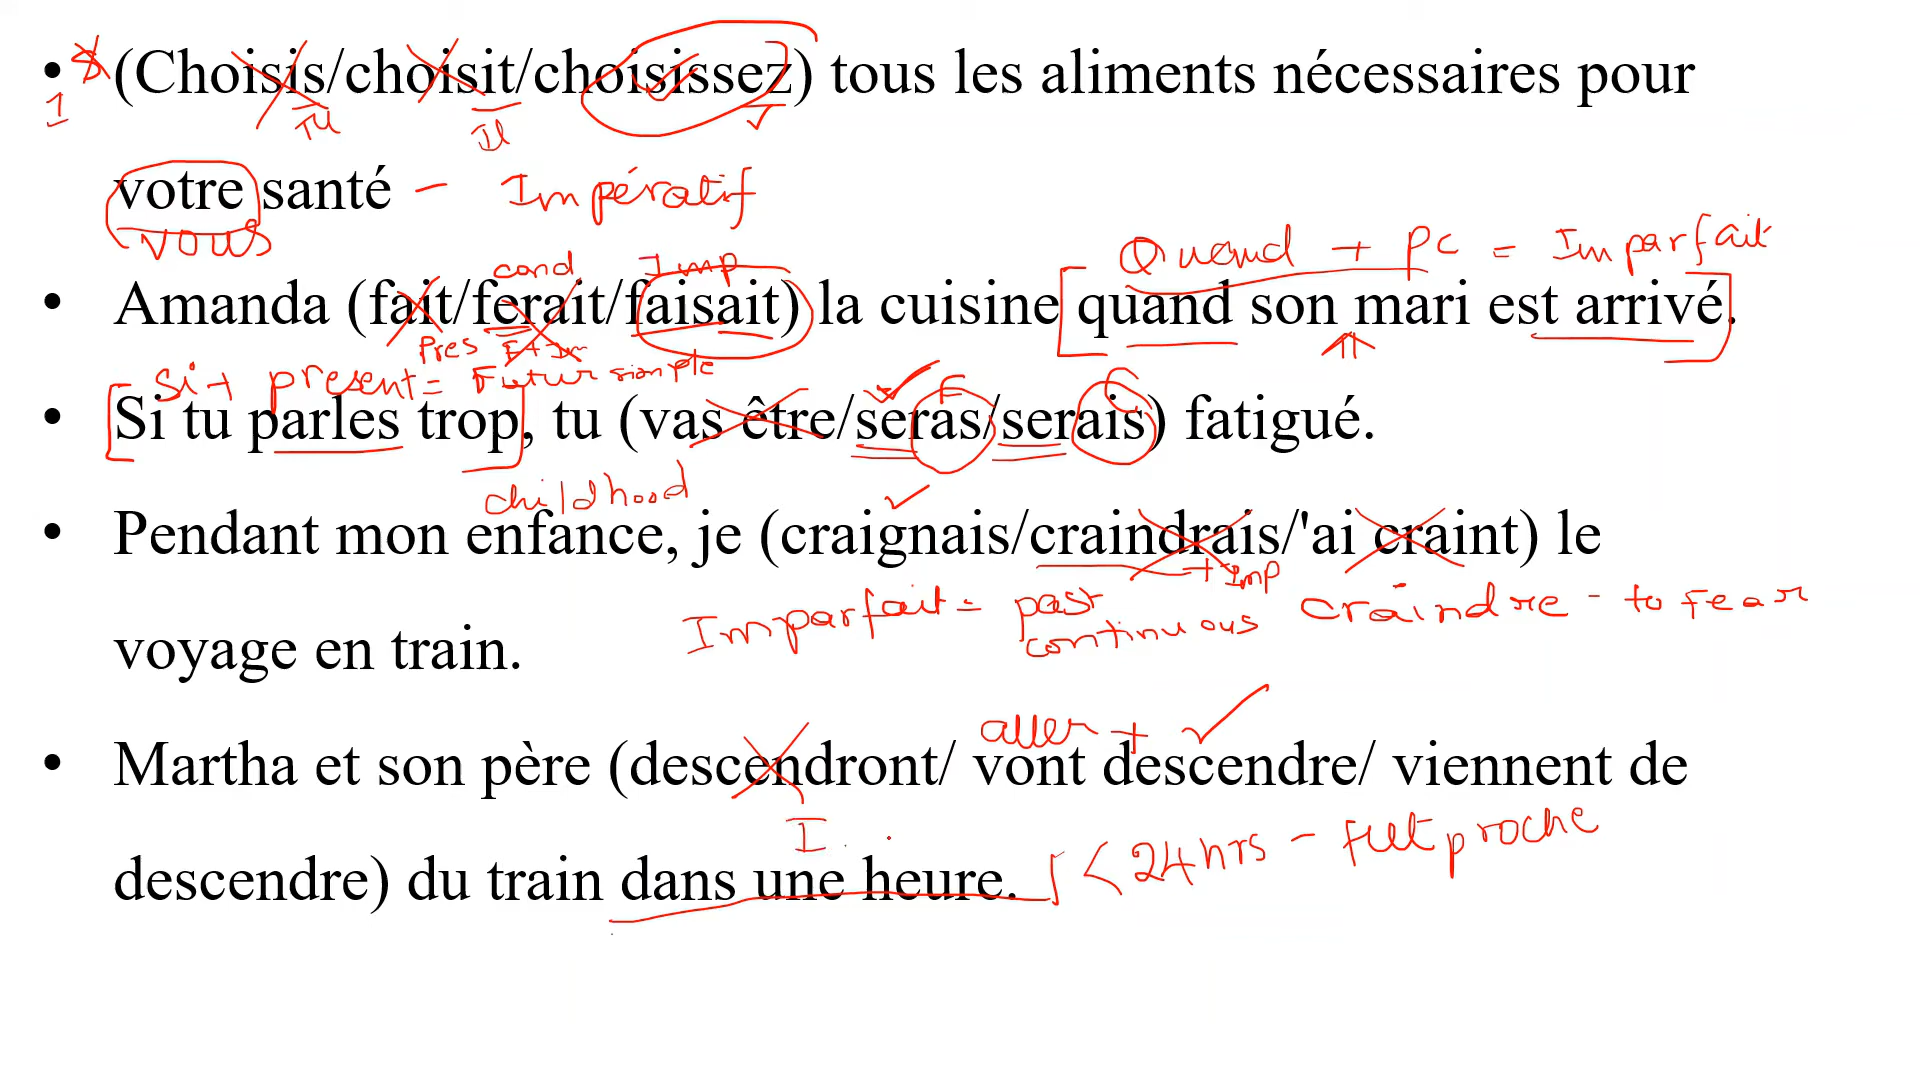 • (Choisis/choisit/choisissez) tous les aliments nécessaires pour
1 Tu Il
votre santé - Impératif
vous
Quand + PC = Imparfait
cond Imp
• Amanda (fait/ferait/faisait) la cuisine quand son mari est arrivé.
Pres
Si + present = Futur simple
F C
• Si tu parles trop, tu (vas être/seras/serais) fatigué.
childhood
• Pendant mon enfance, je (craignais/craindrais/'ai craint) le
+ Imp
Imparfait = past continuous craindre - to fear
voyage en train.
aller +
• Martha et son père (descendront/ vont descendre/ viennent de
I
descendre) du train dans une heure. < 24 hrs - fut proche